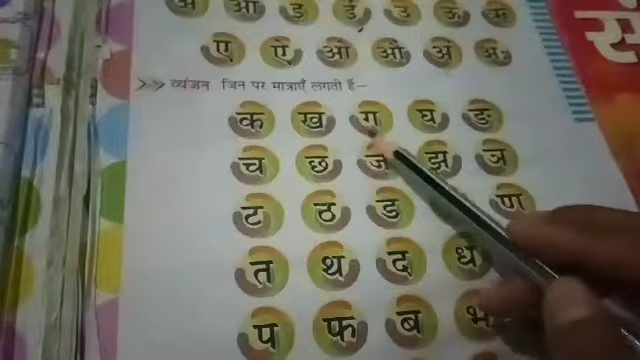 अ आ इ ई उ ऊ ऋ
ए ऐ ओ औ अं अः
व्यंजन जिन पर मात्राएँ लगती हैं—
क ख ग घ ङ
च छ ज झ ञ
ट ठ ड ण
त थ द ध
प फ ब भ
सं